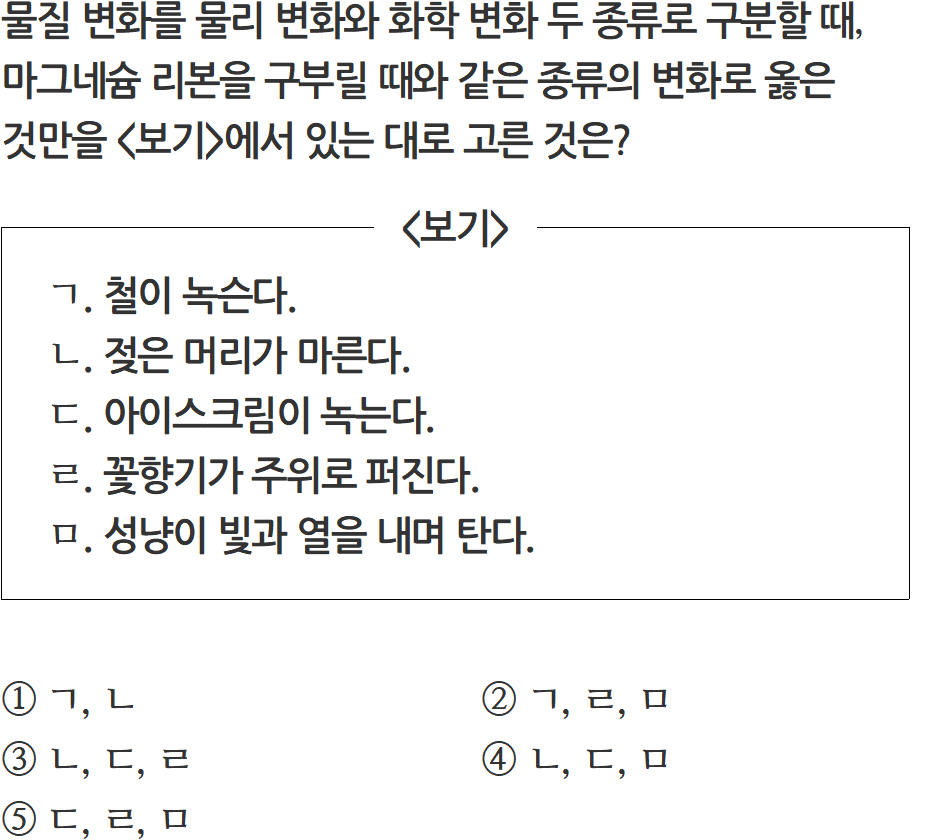 물질 변화를 물리 변화와 화학 변화 두 종류로 구분할 때,
마그네슘 리본을 구부릴 때와 같은 종류의 변화로 옳은
것만을 <보기>에서 있는 대로 고른 것은?
<보기>
ㄱ. 철이 녹슨다.
ㄴ. 젖은 머리가 마른다.
ㄷ. 아이스크림이 녹는다.
ㄹ. 꽃향기가 주위로 퍼진다.
ㅁ. 성냥이 빛과 열을 내며 탄다.
① ㄱ, ㄴ ② ㄱ, ㄹ, ㅁ
③ ㄴ, ㄷ, ㄹ ④ ㄴ, ㄷ, ㅁ
⑤ ㄷ, ㄹ, ㅁ